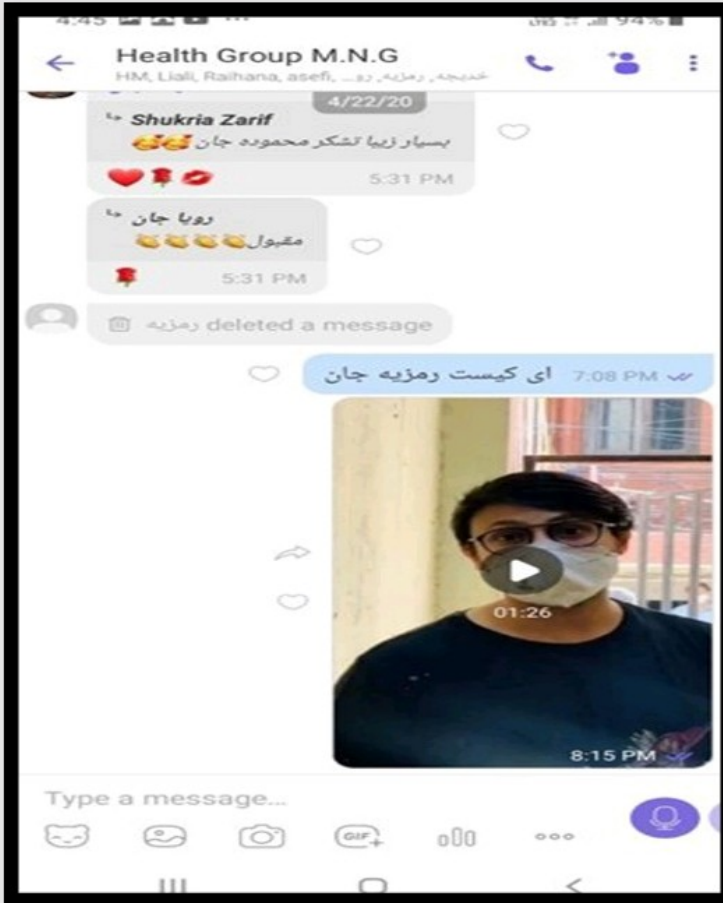 4:45
94%
Health Group M.N.G
HM, Liali, Raihana, asefi, ...خدیجه, رمزیه, رو
4/22/20
Shukria Zarif
بسیار زیبا تشکر محموده جان
5:31 PM
رویا جان
مقبول
5:31 PM
رمزیه deleted a message
ای کیست رمزیه جان
7:08 PM
01:26
8:15 PM
Type a message...
GIF